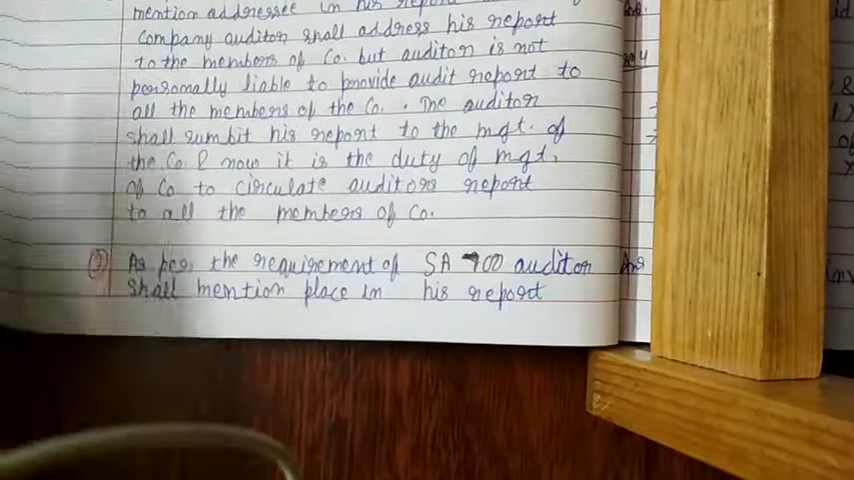 mention addressee in his report
Company auditor shall address his report
to the members of Co. but auditor is not
personally liable to provide audit report to
all the members of the Co. The auditor
shall sumbit his report to the mgt. of
the Co. & now it is the duty of mgt.
of Co to circulate auditors report
to all the members of Co.
As per the requirement of SA 700 auditor
shall mention place in his report
Ans